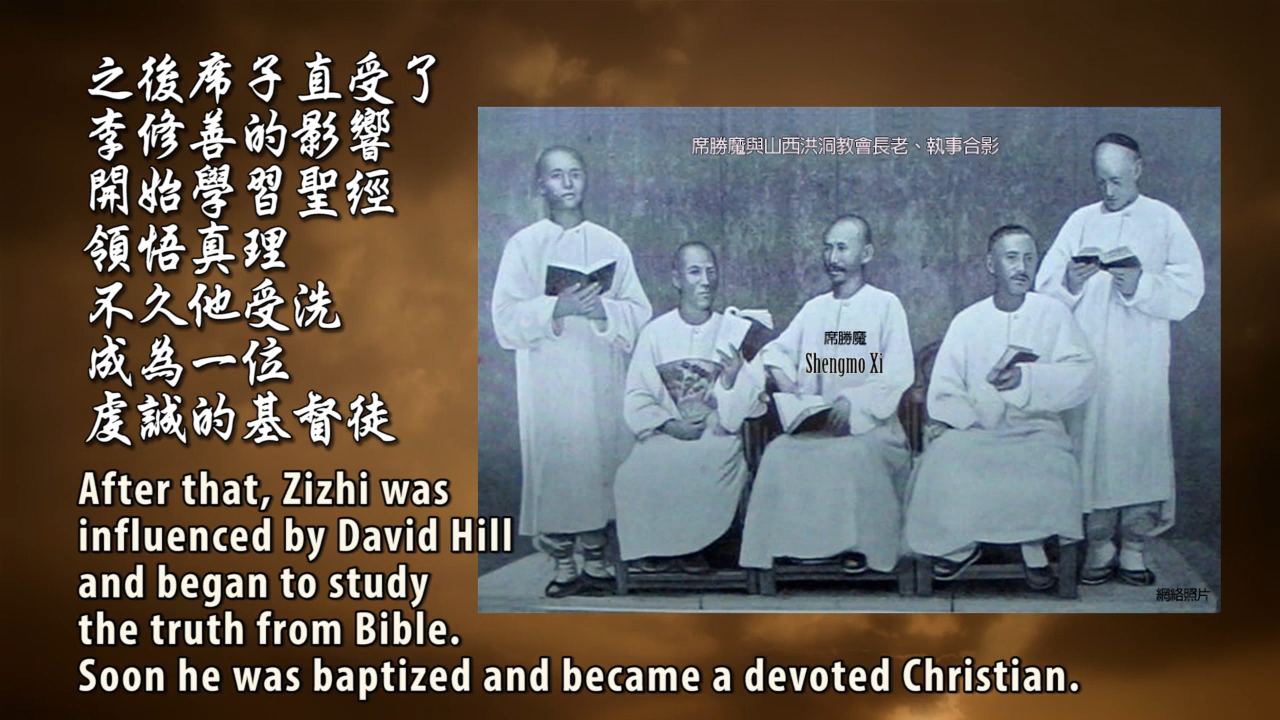 之後席子直受了
李修善的影響
開始學習聖經
領悟真理
不久他受洗
成為一位
虔誠的基督徒
After that, Zizhi was
influenced by David Hill
and began to study
the truth from Bible.
Soon he was baptized and became a devoted Christian.
席勝魔與山西洪洞教會長老、執事合影
席勝魔
Shengmo Xi
網絡照片